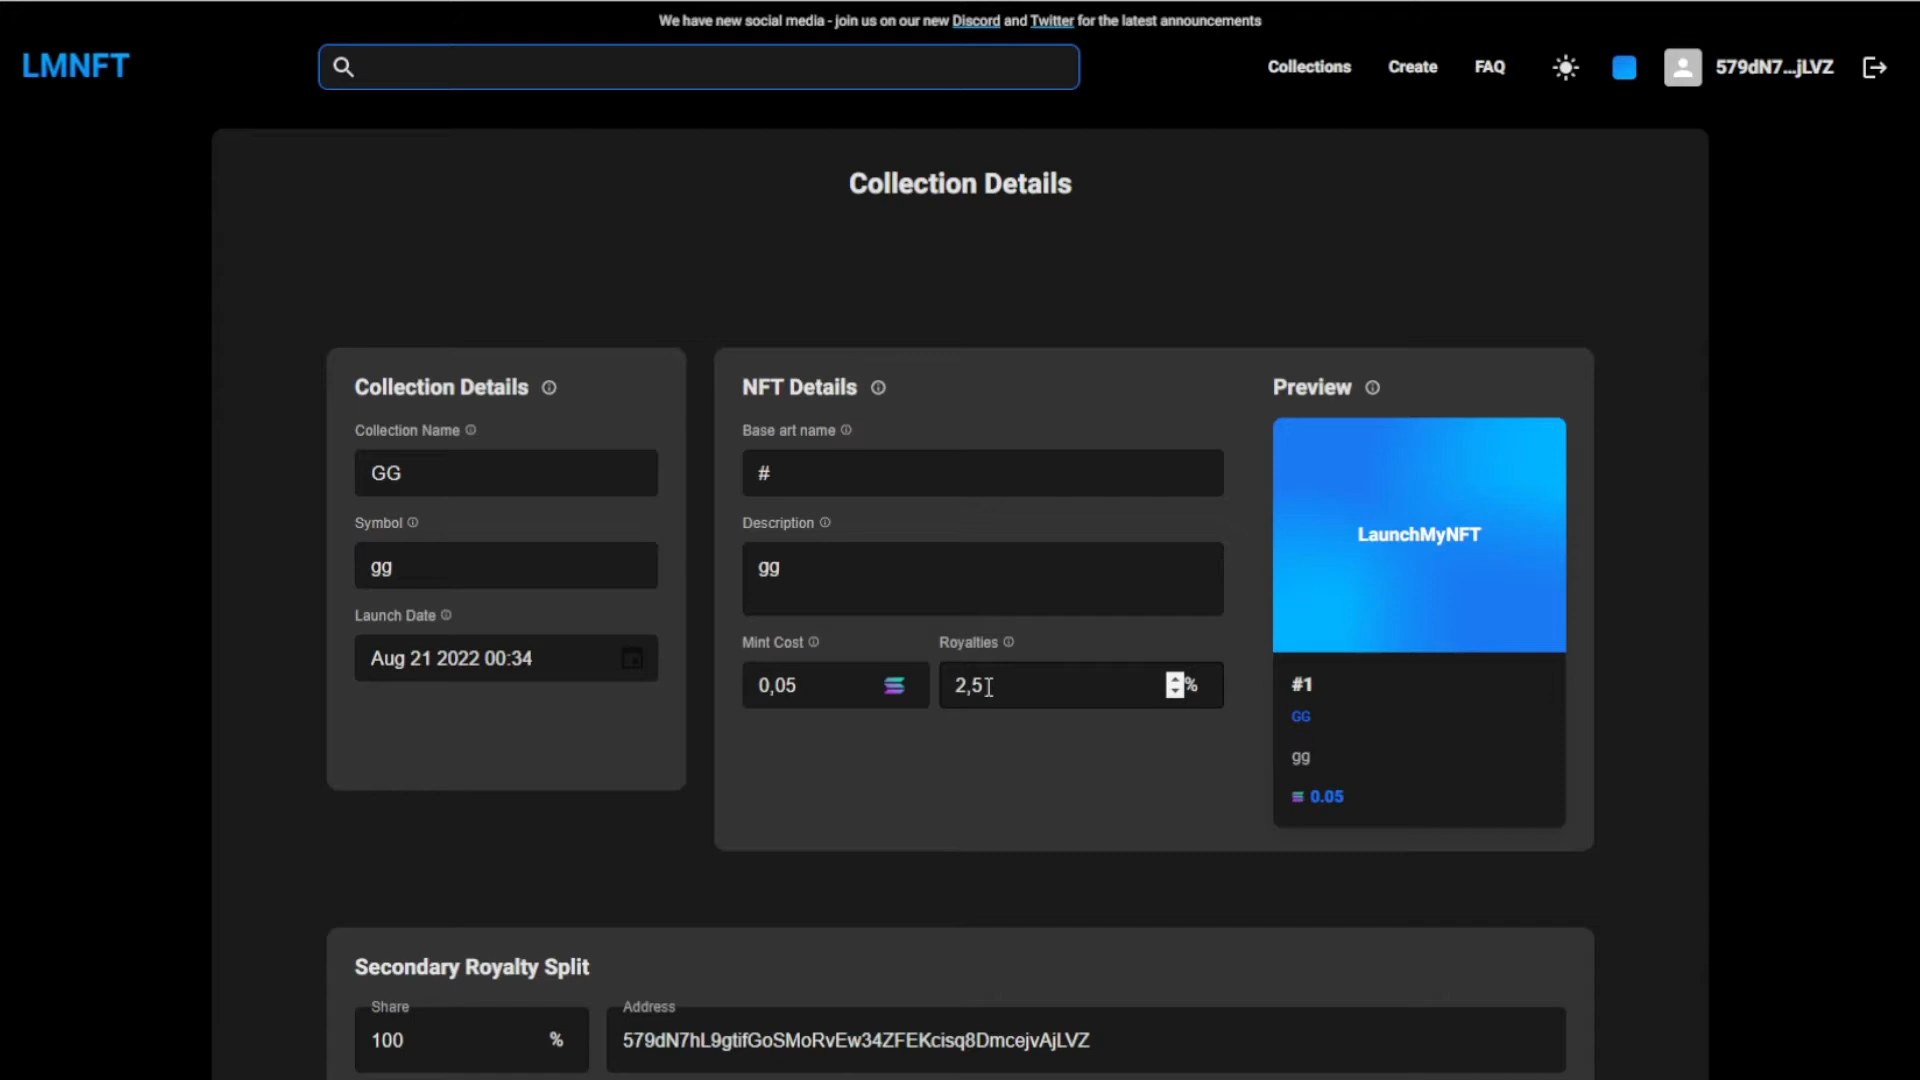 We have new social media - join us on our new Discord and Twitter for the latest announcements
LMNFT
Collections
Create
FAQ
579dN7...jLVZ
Collection Details
Collection Details
Collection Name
GG
Symbol
gg
Launch Date
Aug 21 2022 00:34
NFT Details
Base art name
#
Description
gg
Mint Cost
0,05
Royalties
2,5
%
Preview
LaunchMyNFT
#1
GG
gg
0.05
Secondary Royalty Split
Share
100 %
Address
579dN7hL9gtifGoSMoRvEw34ZFEKcisq8DmcejvAjLVZ